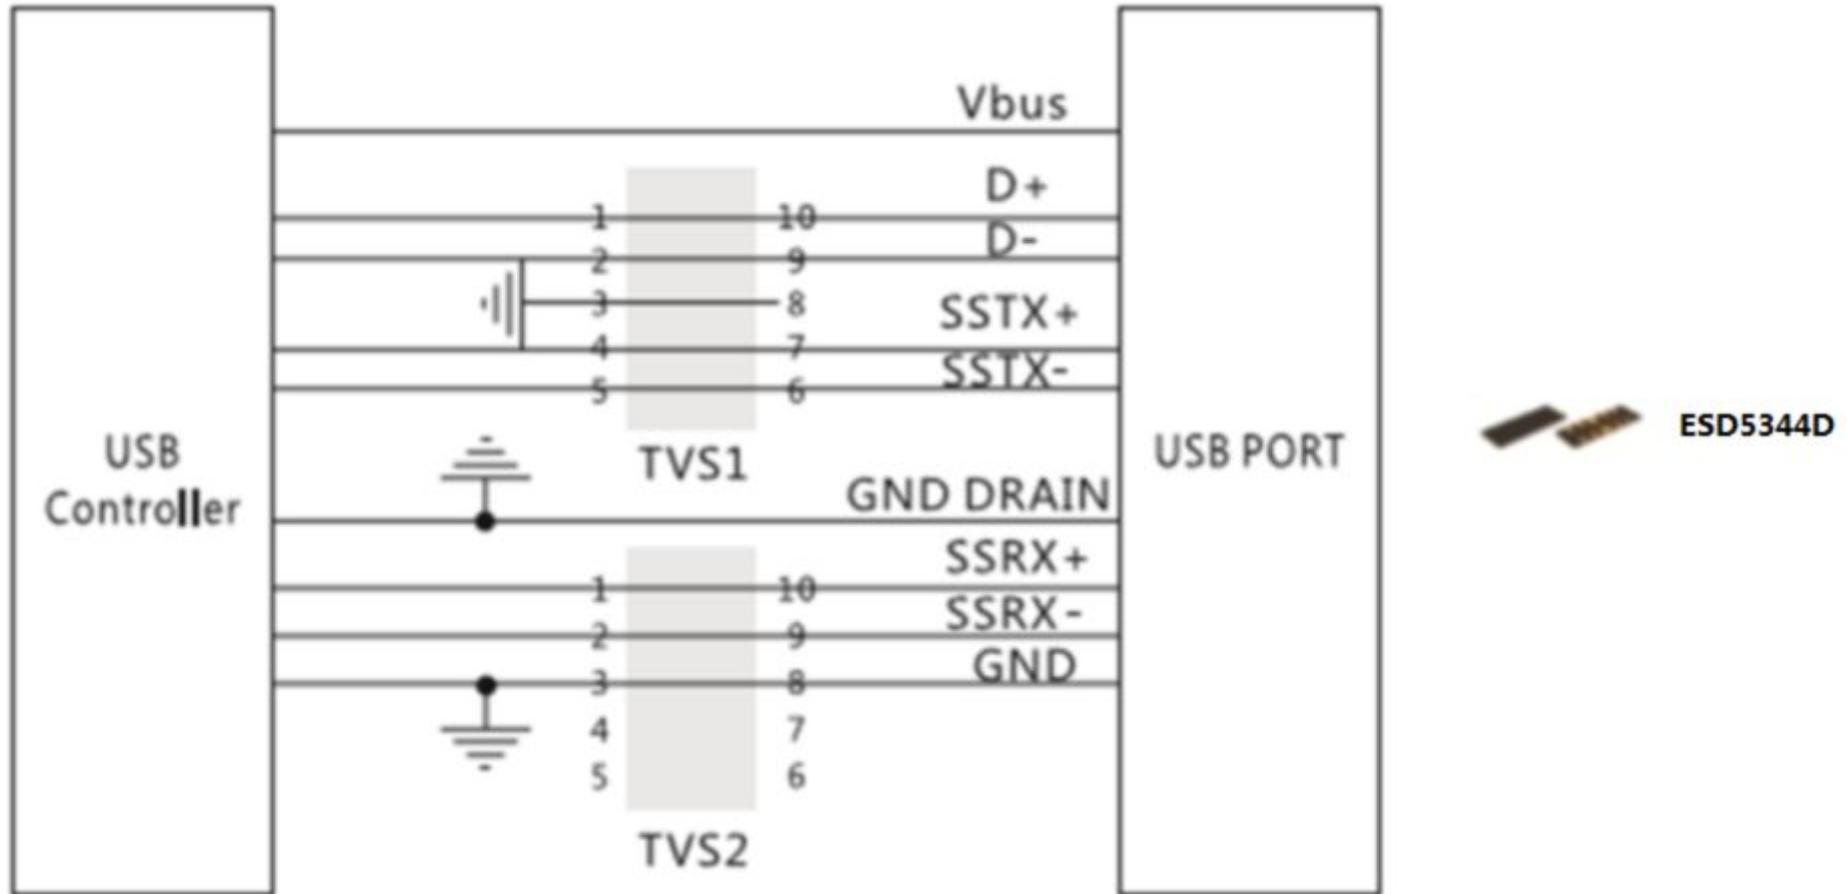 Vbus
D+
1 10
D-
2 9
3 8
SSTX+
4 7
SSTX-
5 6
TVS1
USB
Controller
USB PORT
ESD5344D
GND DRAIN
SSRX+
1 10
SSRX-
2 9
GND
3 8
4 7
5 6
TVS2